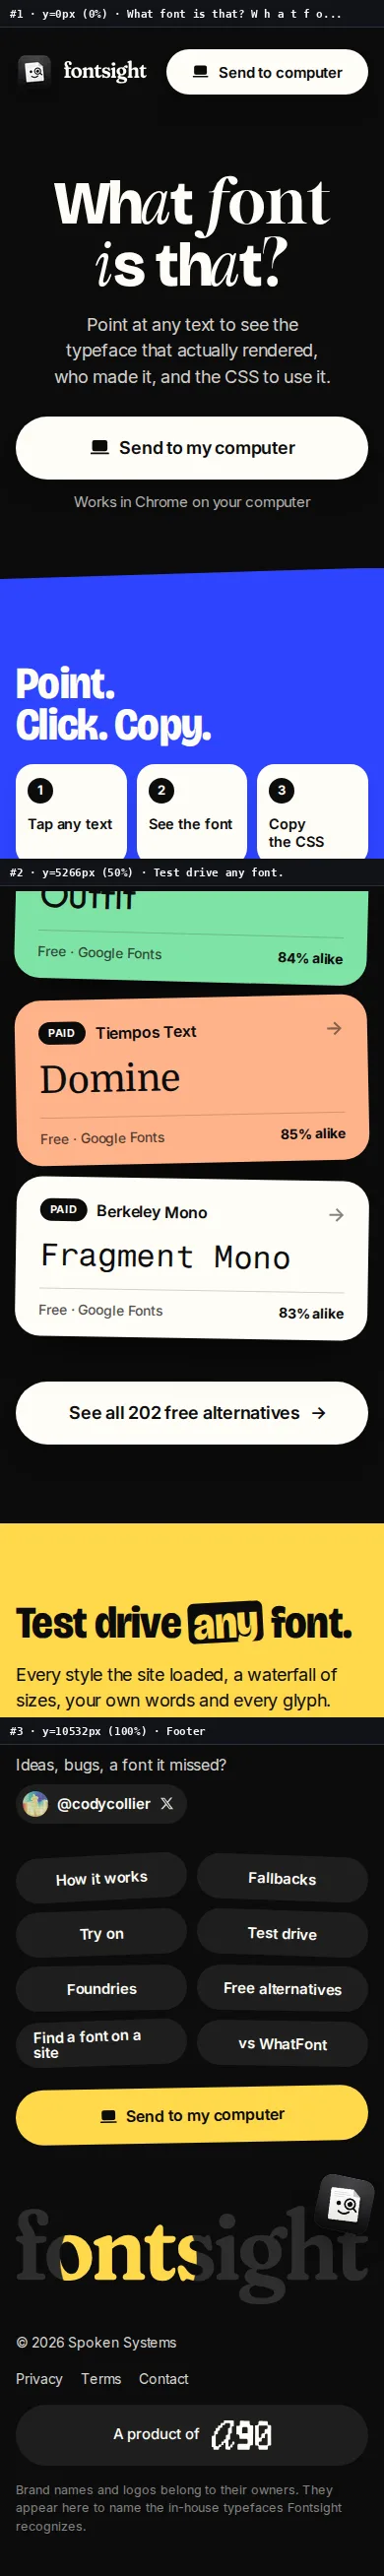 #1 · y=0px (0%) · What font is that? W h a t f o...
fontsight
Send to computer
What font
is that?
Point at any text to see the
typeface that actually rendered,
who made it, and the CSS to use it.
Send to my computer
Works in Chrome on your computer
Point.
Click. Copy.
1
Tap any text
2
See the font
3
Copy
the CSS
#2 · y=5266px (50%) · Test drive any font.
Outfit
Free · Google Fonts
84% alike
PAID Tiempos Text
Domine
Free · Google Fonts
85% alike
PAID Berkeley Mono
Fragment Mono
Free · Google Fonts
83% alike
See all 202 free alternatives →
Test drive any font.
Every style the site loaded, a waterfall of
sizes, your own words and every glyph.
#3 · y=10532px (100%) · Footer
Ideas, bugs, a font it missed?
@codycollier
How it works
Fallbacks
Try on
Test drive
Foundries
Free alternatives
Find a font on a
site
vs WhatFont
Send to my computer
fontsight
© 2026 Spoken Systems
Privacy Terms Contact
A product of a90
Brand names and logos belong to their owners. They
appear here to name the in-house typefaces Fontsight
recognizes.